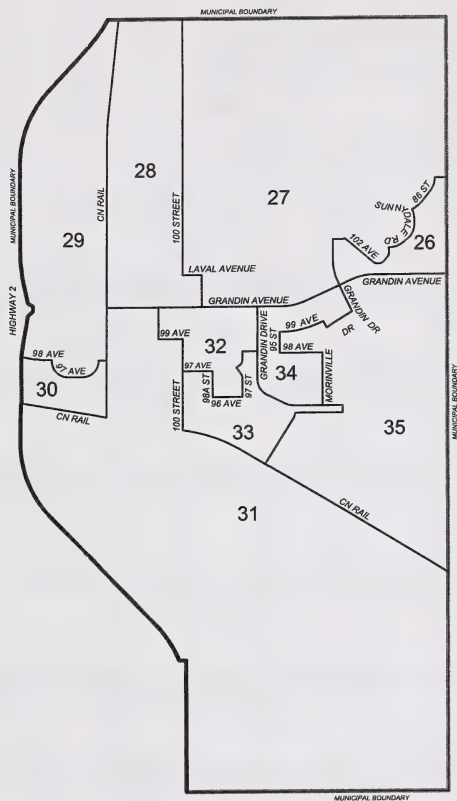 MUNICIPAL BOUNDARY
29
28
27
CN RAIL
100 STREET
MUNICIPAL BOUNDARY
86 ST
SUNNYDALE RD
26
102 AVE
LAVAL AVENUE
GRANDIN AVENUE
GRANDIN AVENUE
GRANDIN DR
HIGHWAY 2
99 AVE
99 AVE
DR
32
GRANDIN DRIVE
95 ST
98 AVE
98 AVE
97 AVE
97 AVE
34
MORINVILLE
30
98A ST
97 ST
96 AVE
CN RAIL
100 STREET
33
35
MUNICIPAL BOUNDARY
CN RAIL
31
MUNICIPAL BOUNDARY